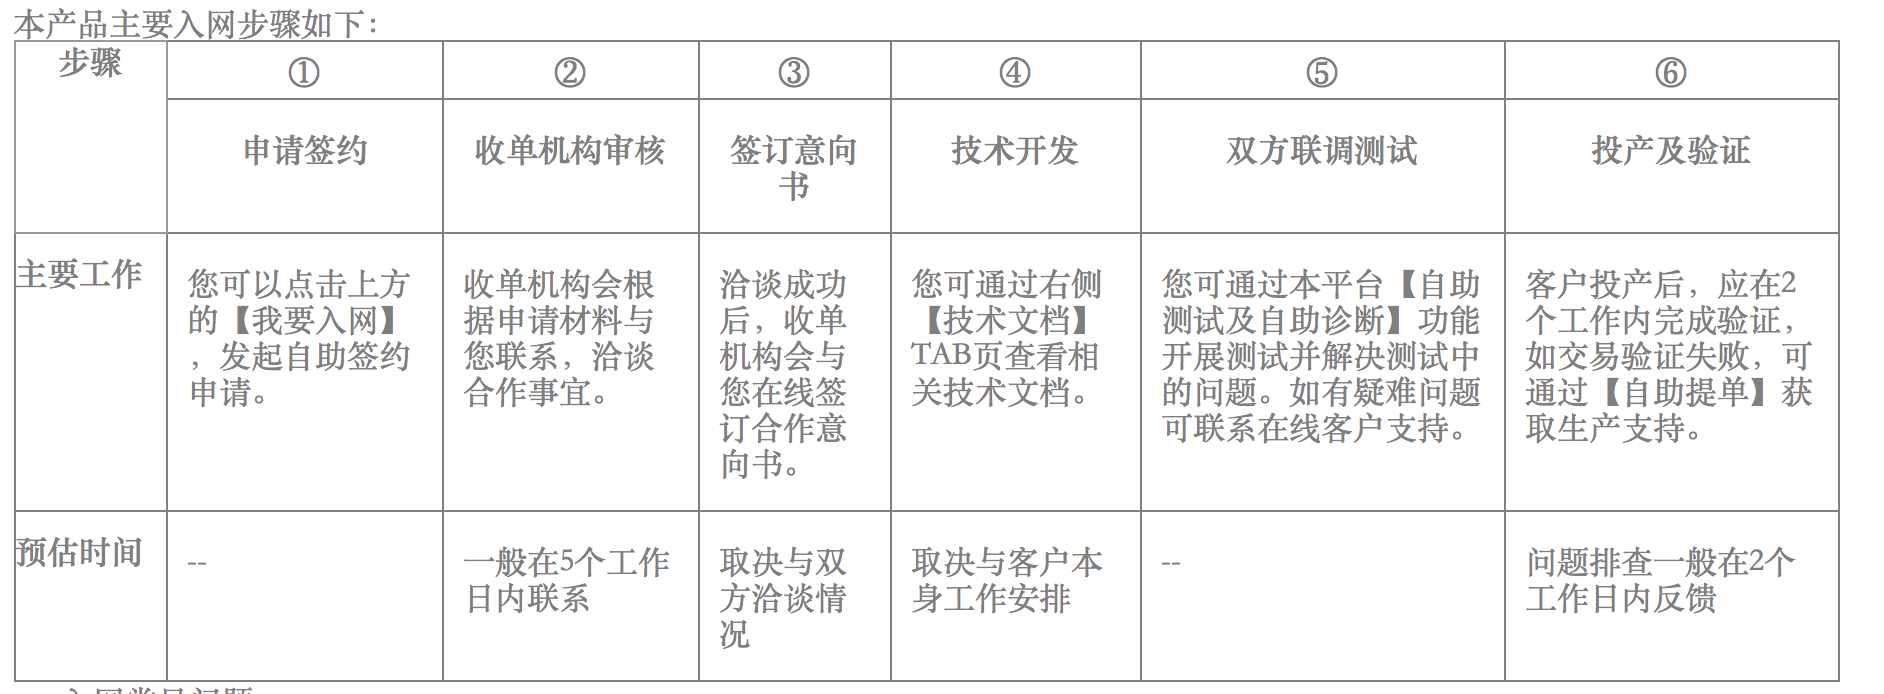 本产品主要入网步骤如下：
步骤
①
②
③
④
⑤
⑥
申请签约
收单机构审核
签订意向
书
技术开发
双方联调测试
投产及验证
主要工作
您可以点击上方
的【我要入网】
，发起自助签约
申请。
收单机构会根
据申请材料与
您联系，洽谈
合作事宜。
洽谈成功
后，收单
机构会与
您在线签
订合作意
向书。
您可通过右侧
【技术文档】
TAB页查看相
关技术文档。
您可通过本平台【自助
测试及自助诊断】功能
开展测试并解决测试中
的问题。如有疑难问题
可联系在线客户支持。
客户投产后，应在2
个工作内完成验证，
如交易验证失败，可
通过【自助提单】获
取生产支持。
预估时间
--
一般在5个工作
日内联系
取决与双
方洽谈情
况
取决与客户本
身工作安排
--
问题排查一般在2个
工作日内反馈